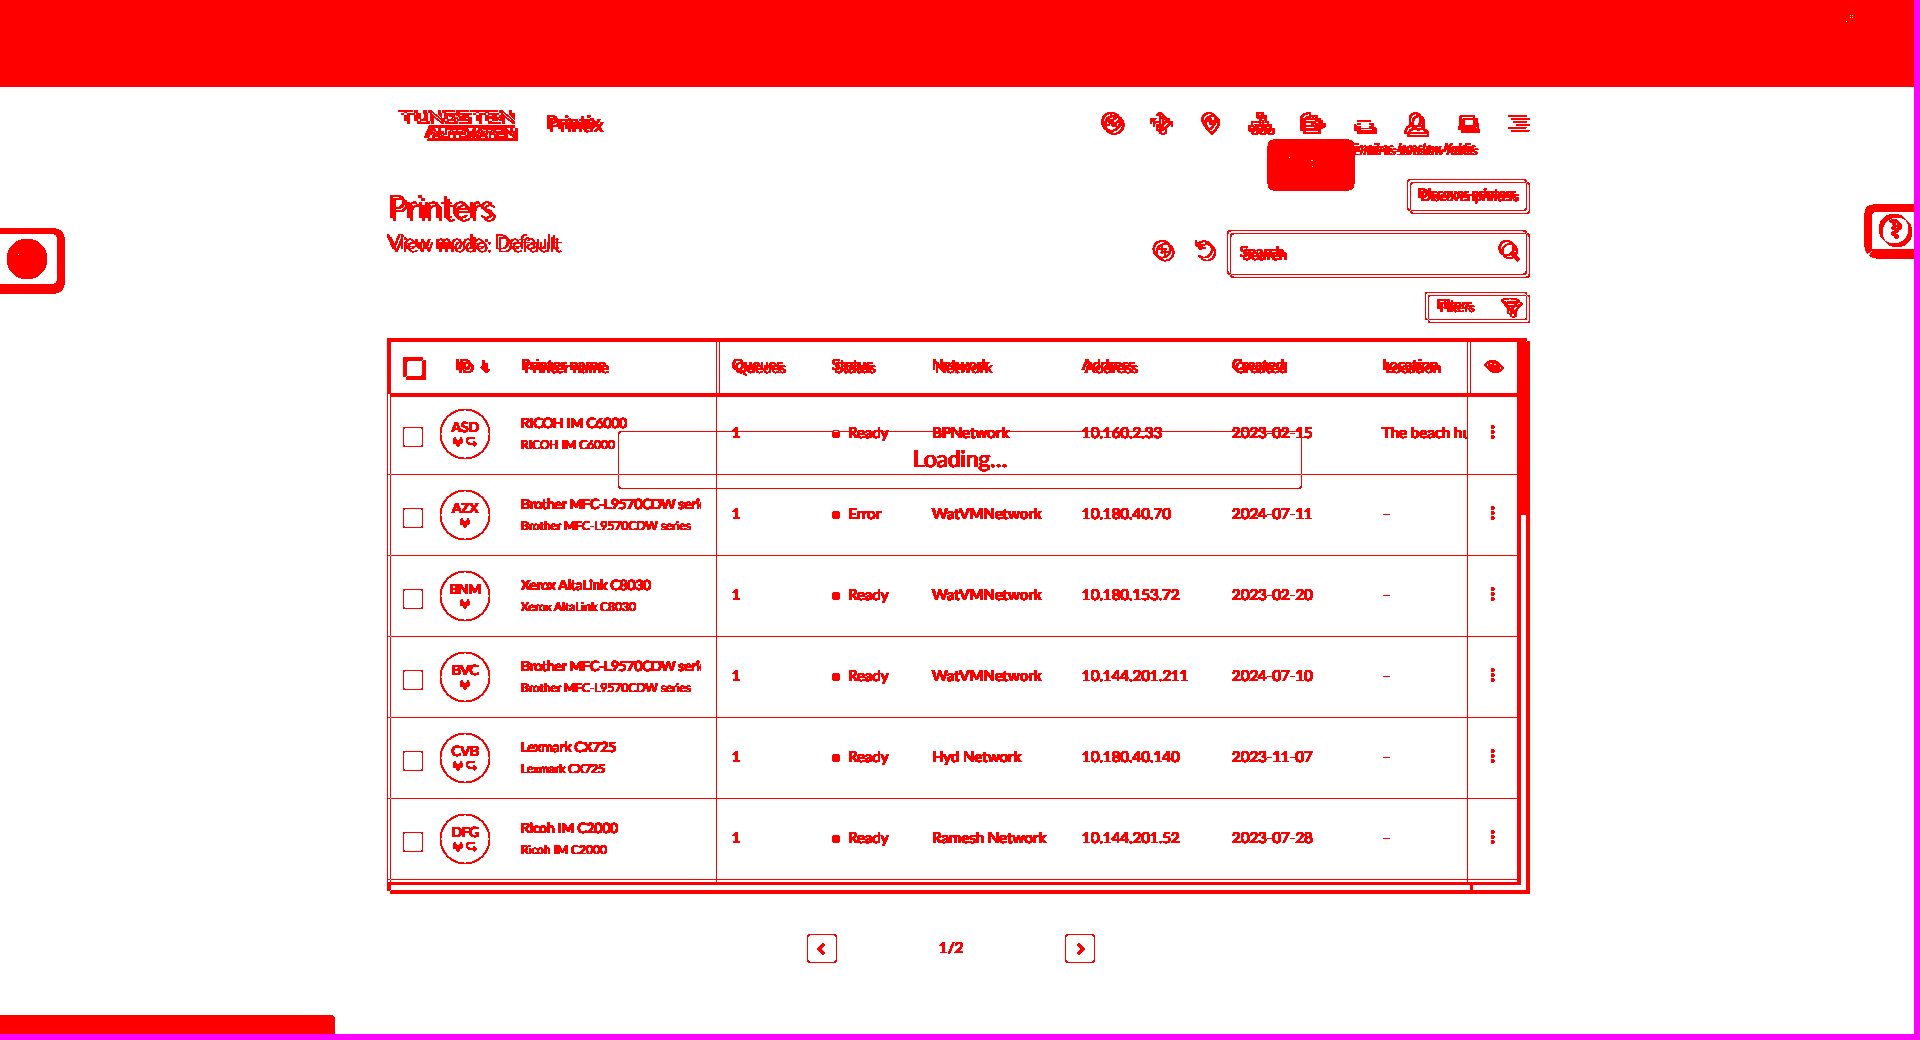 TUNGSTEN
AUTOMATION
Printix
Discover printers
Printers
View mode: Default
Search
Filters
ID Printer name Queues Status Network Address Created Location
ASD RICOH IM C6000 1 Ready BPNetwork 10.160.2.33 2023-02-15 The beach hu
RICOH IM C6000
Loading...
AZX Brother MFC-L9570CDW seri 1 Error WatVMNetwork 10.180.40.70 2024-07-11 –
Brother MFC-L9570CDW series
BNM Xerox AltaLink C8030 1 Ready WatVMNetwork 10.180.153.72 2023-02-20 –
Xerox AltaLink C8030
BVC Brother MFC-L9570CDW seri 1 Ready WatVMNetwork 10.144.201.211 2024-07-10 –
Brother MFC-L9570CDW series
CVB Lexmark CX725 1 Ready Hyd Network 10.180.40.140 2023-11-07 –
Lexmark CX725
DFG Ricoh IM C2000 1 Ready Ramesh Network 10.144.201.52 2023-07-28 –
Ricoh IM C2000
1/2